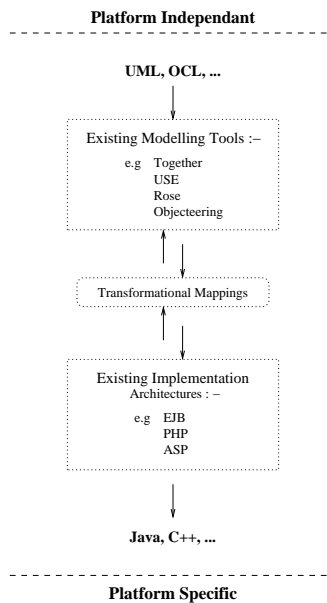 Platform Independant
UML, OCL, ...
Existing Modelling Tools :–
e.g Together
USE
Rose
Objecteering
Transformational Mappings
Existing Implementation
Architectures : –
e.g EJB
PHP
ASP
Java, C++, ...
Platform Specific